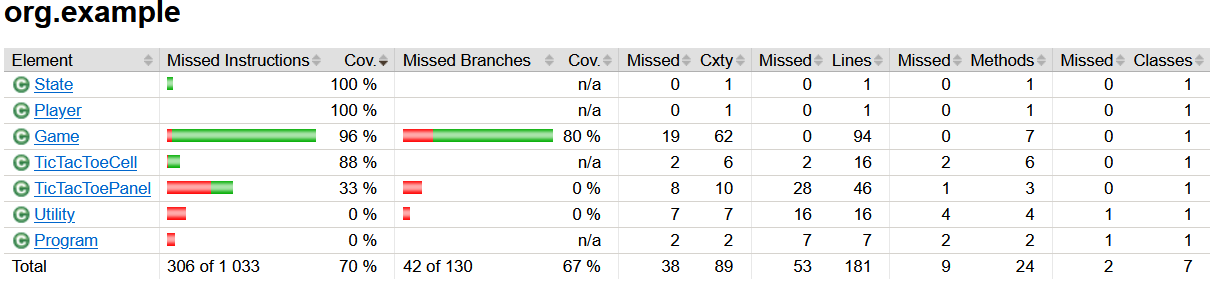 org.example
Element Missed Instructions Cov. Missed Branches Cov. Missed Cxty Missed Lines Missed Methods Missed Classes
C State 100 % n/a 0 1 0 1 0 1 0 1
C Player 100 % n/a 0 1 0 1 0 1 0 1
C Game 96 % 80 % 19 62 0 94 0 7 0 1
C TicTacToeCell 88 % n/a 2 6 2 16 2 6 0 1
C TicTacToePanel 33 % 0 % 8 10 28 46 1 3 0 1
C Utility 0 % 0 % 7 7 16 16 4 4 1 1
C Program 0 % n/a 2 2 7 7 2 2 1 1
Total 306 of 1 033 70 % 42 of 130 67 % 38 89 53 181 9 24 2 7